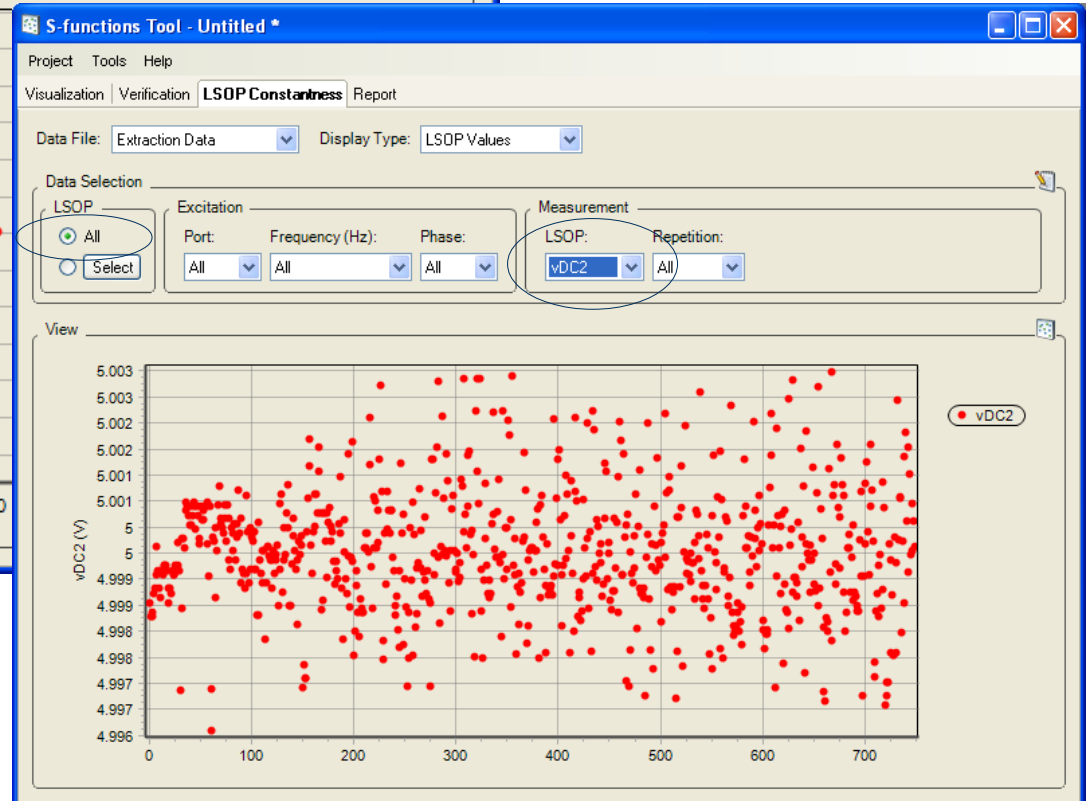 S-functions Tool - Untitled *
Project Tools Help
Visualization Verification LSOP Constantness Report
Data File: Extraction Data Display Type: LSOP Values
Data Selection
LSOP Excitation Measurement
All Port: Frequency (Hz): Phase: LSOP: Repetition:
Select All All All vDC2 All
View
5.003
5.003
5.002
5.002
5.001
5.001
5
5
4.999
4.999
4.998
4.998
4.997
4.997
4.996
vDC2 (V)
0 100 200 300 400 500 600 700
vDC2
0